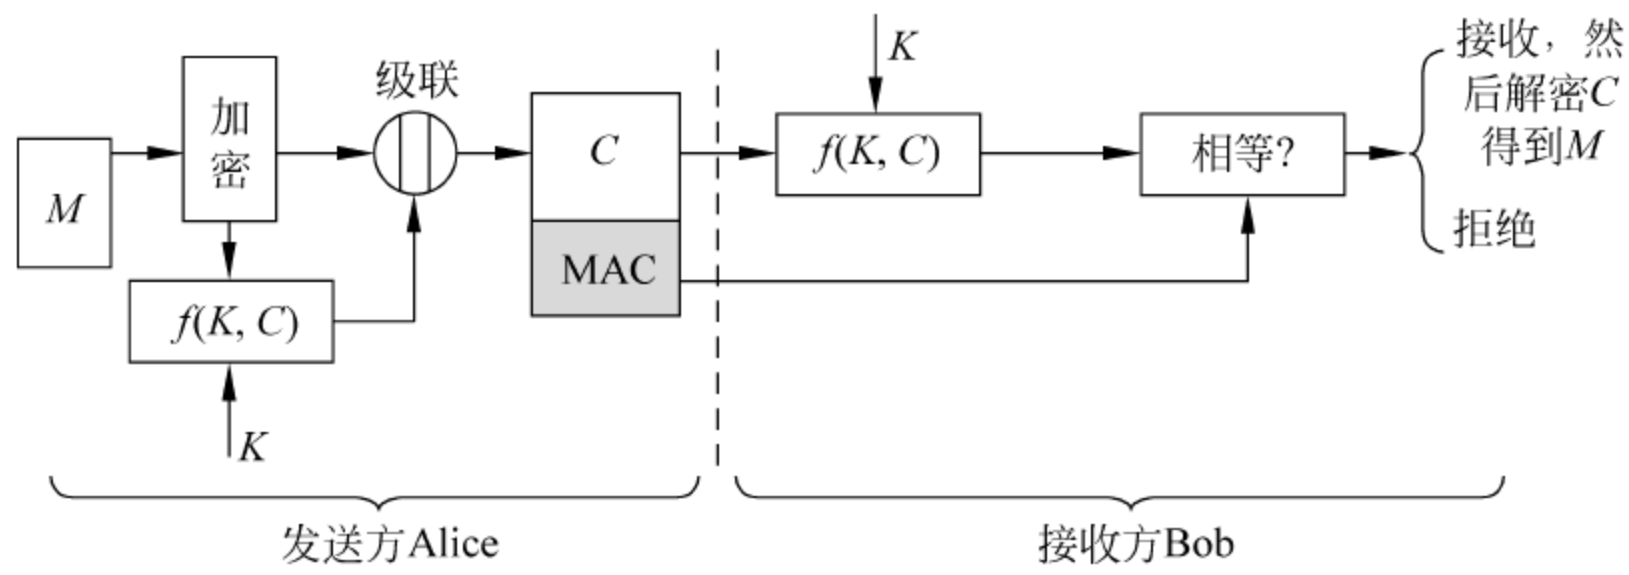 M
加
密
f(K, C)
K
级联
C
MAC
发送方Alice
K
f(K, C)
相等?
接收，然
后解密C
得到M
拒绝
接收方Bob